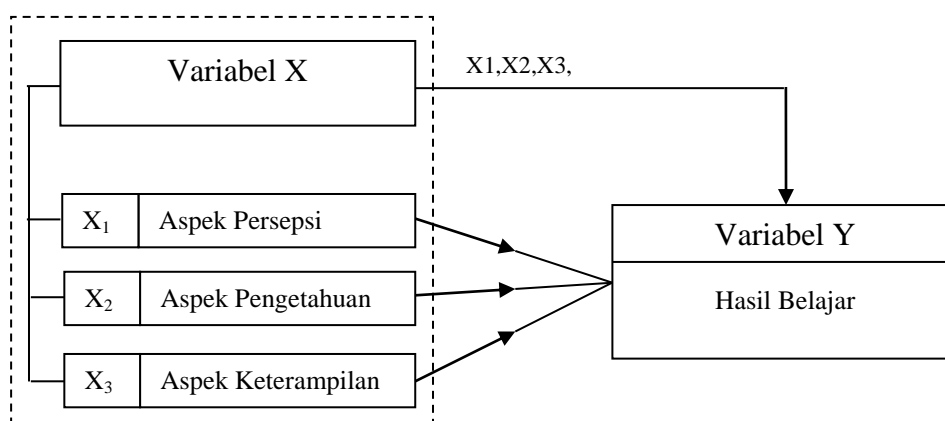 Variabel X
X1,X2,X3,
X₁ Aspek Persepsi
Variabel Y
X₂ Aspek Pengetahuan
Hasil Belajar
X₃ Aspek Keterampilan